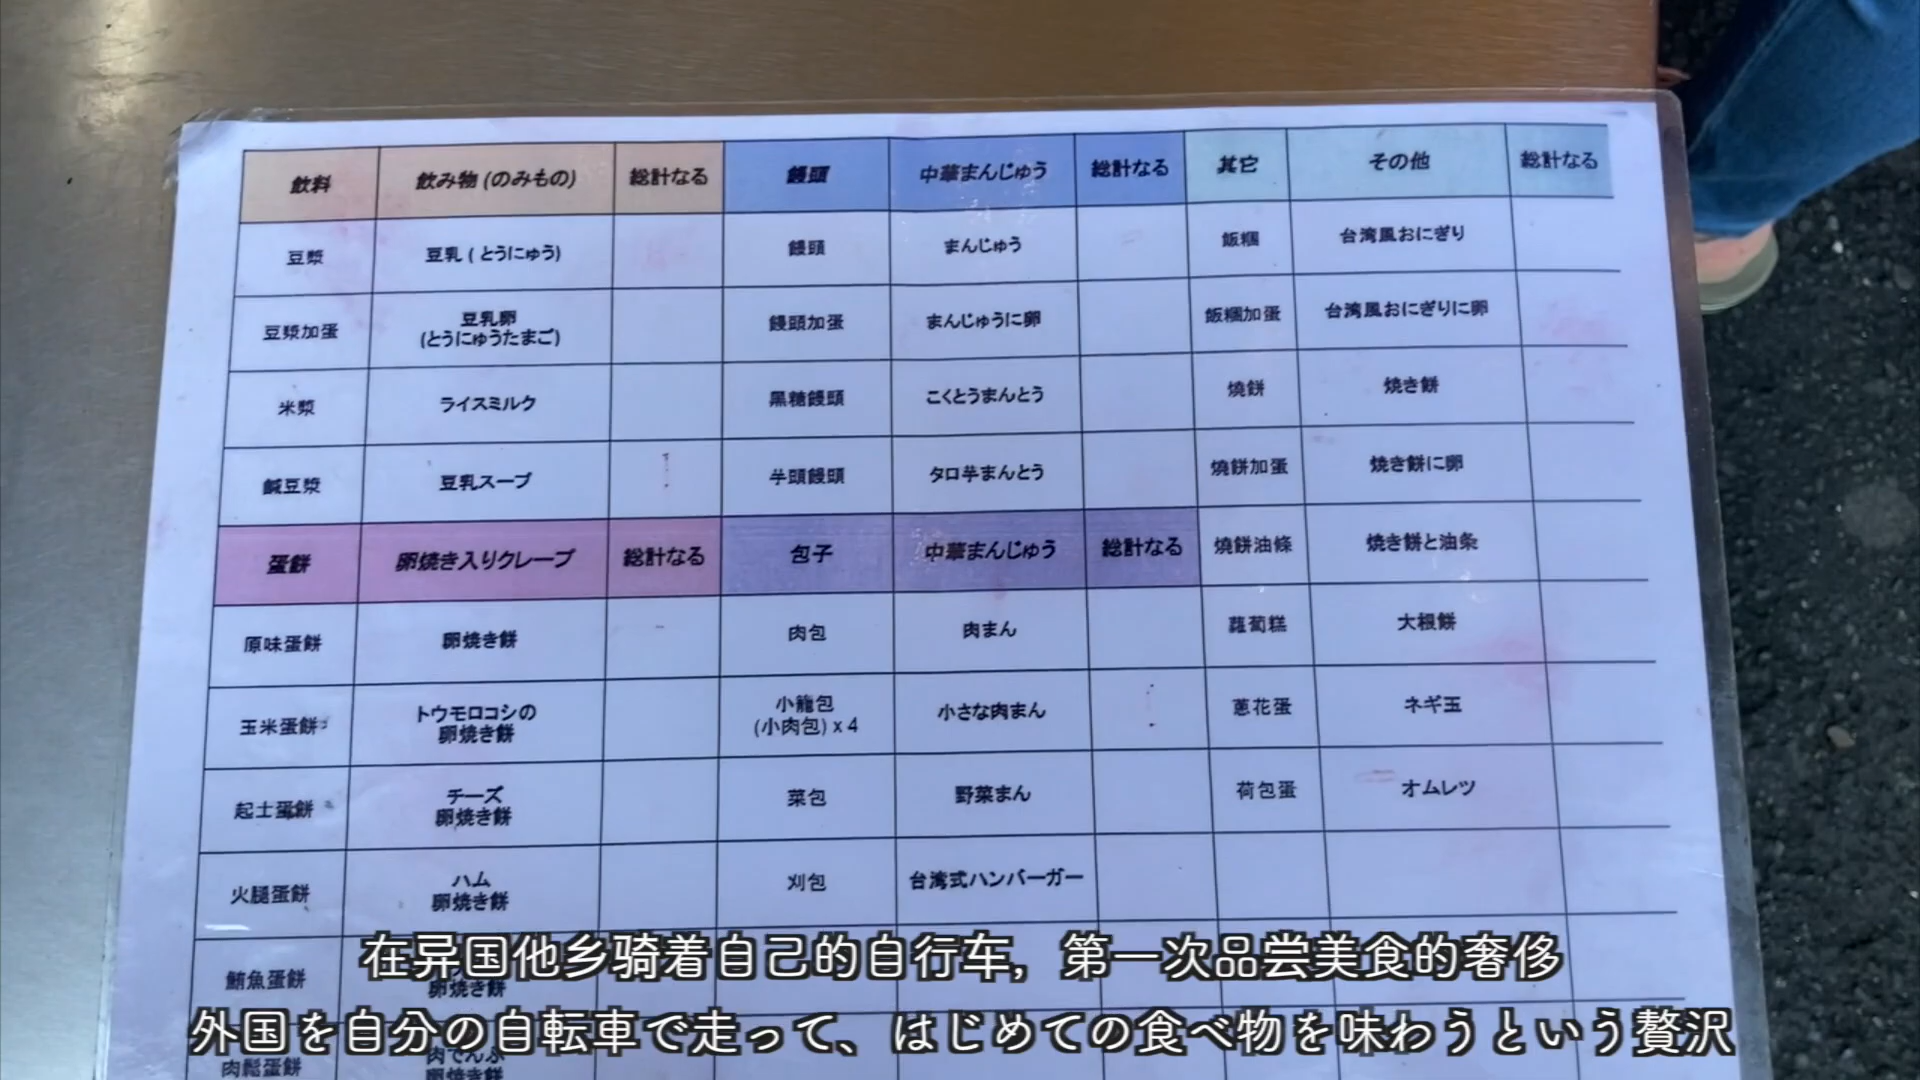 飲料 飲み物(のみもの) 総計なる 饅頭 中華まんじゅう 総計なる 其它 その他 総計なる
豆漿 豆乳(とうにゅう) 饅頭 まんじゅう 飯糰 台湾風おにぎり
豆漿加蛋 豆乳卵 (とうにゅうたまご) 饅頭加蛋 まんじゅうに卵 飯糰加蛋 台湾風おにぎりに卵
米漿 ライスミルク 黑糖饅頭 こくとうまんとう 燒餅 焼き餅
鹹豆漿 豆乳スープ 芋頭饅頭 タロ芋まんとう 燒餅加蛋 焼き餅に卵
蛋餅 卵焼き入りクレープ 総計なる 包子 中華まんじゅう 総計なる 燒餅油條 焼き餅と油条
原味蛋餅 卵焼き餅 肉包 肉まん 蘿蔔糕 大根餅
玉米蛋餅 トウモロコシの 卵焼き餅 小籠包 (小肉包) x 4 小さな肉まん 蔥花蛋 ネギ玉
起士蛋餅 チーズ 卵焼き餅 菜包 野菜まん 荷包蛋 オムレツ
火腿蛋餅 ハム 卵焼き餅 刈包 台湾式ハンバーガー
鮪魚蛋餅 卵焼き餅
肉鬆蛋餅 肉でんぶ 卵焼き餅
在异国他乡骑着自己的自行车，第一次品尝美食的奢侈
外国を自分の自転車で走って、はじめての食べ物を味わうという贅沢